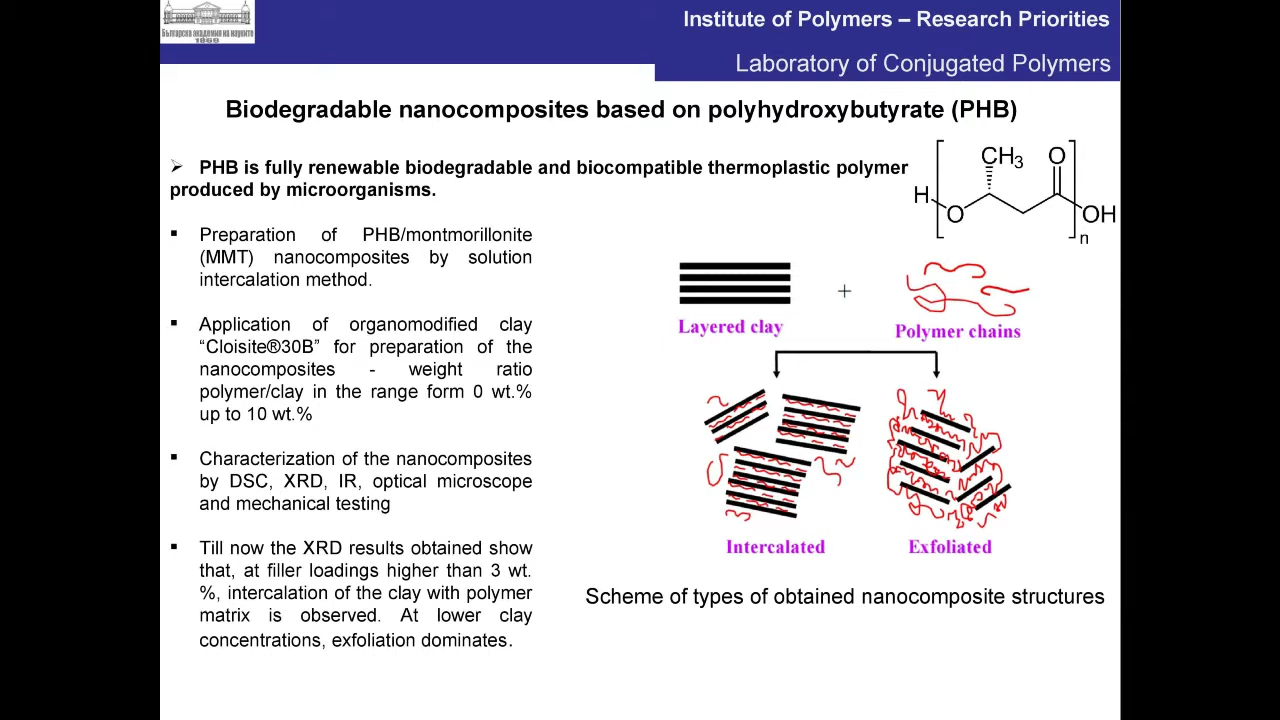 Българска академия на науките
1869
Institute of Polymers – Research Priorities
Laboratory of Conjugated Polymers
Biodegradable nanocomposites based on polyhydroxybutyrate (PHB)
➢ PHB is fully renewable biodegradable and biocompatible thermoplastic polymer
produced by microorganisms.
CH3 O
H
O OH
n
▪ Preparation of PHB/montmorillonite
(MMT) nanocomposites by solution
intercalation method.
▪ Application of organomodified clay
“Cloisite®30B” for preparation of the
nanocomposites - weight ratio
polymer/clay in the range form 0 wt.%
up to 10 wt.%
▪ Characterization of the nanocomposites
by DSC, XRD, IR, optical microscope
and mechanical testing
▪ Till now the XRD results obtained show
that, at filler loadings higher than 3 wt.
%, intercalation of the clay with polymer
matrix is observed. At lower clay
concentrations, exfoliation dominates.
+
Layered clay
Polymer chains
Intercalated
Exfoliated
Scheme of types of obtained nanocomposite structures